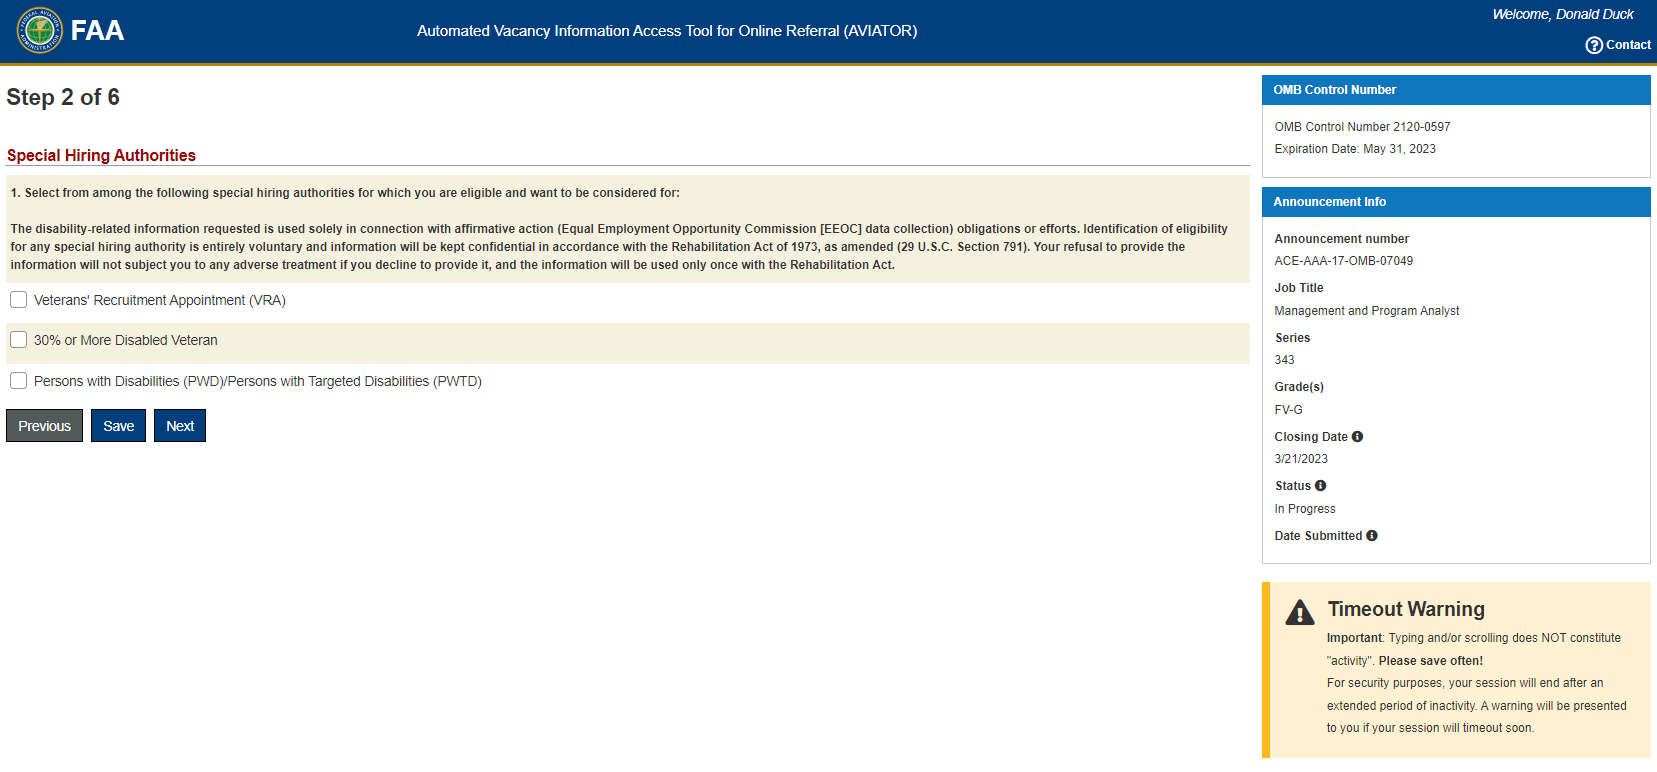 FAA
Automated Vacancy Information Access Tool for Online Referral (AVIATOR)
Welcome, Donald Duck
Contact
Step 2 of 6
Special Hiring Authorities
1. Select from among the following special hiring authorities for which you are eligible and want to be considered for:
The disability-related information requested is used solely in connection with affirmative action (Equal Employment Opportunity Commission [EEOC] data collection) obligations or efforts. Identification of eligibility
for any special hiring authority is entirely voluntary and information will be kept confidential in accordance with the Rehabilitation Act of 1973, as amended (29 U.S.C. Section 791). Your refusal to provide the
information will not subject you to any adverse treatment if you decline to provide it, and the information will be used only once with the Rehabilitation Act.
Veterans' Recruitment Appointment (VRA)
30% or More Disabled Veteran
Persons with Disabilities (PWD)/Persons with Targeted Disabilities (PWTD)
Previous
Save
Next
OMB Control Number
OMB Control Number 2120-0597
Expiration Date: May 31, 2023
Announcement Info
Announcement number
ACE-AAA-17-OMB-07049
Job Title
Management and Program Analyst
Series
343
Grade(s)
FV-G
Closing Date
3/21/2023
Status
In Progress
Date Submitted
Timeout Warning
Important: Typing and/or scrolling does NOT constitute
"activity". Please save often!
For security purposes, your session will end after an
extended period of inactivity. A warning will be presented
to you if your session will timeout soon.
FEDERAL AVIATION
ADMINISTRATION